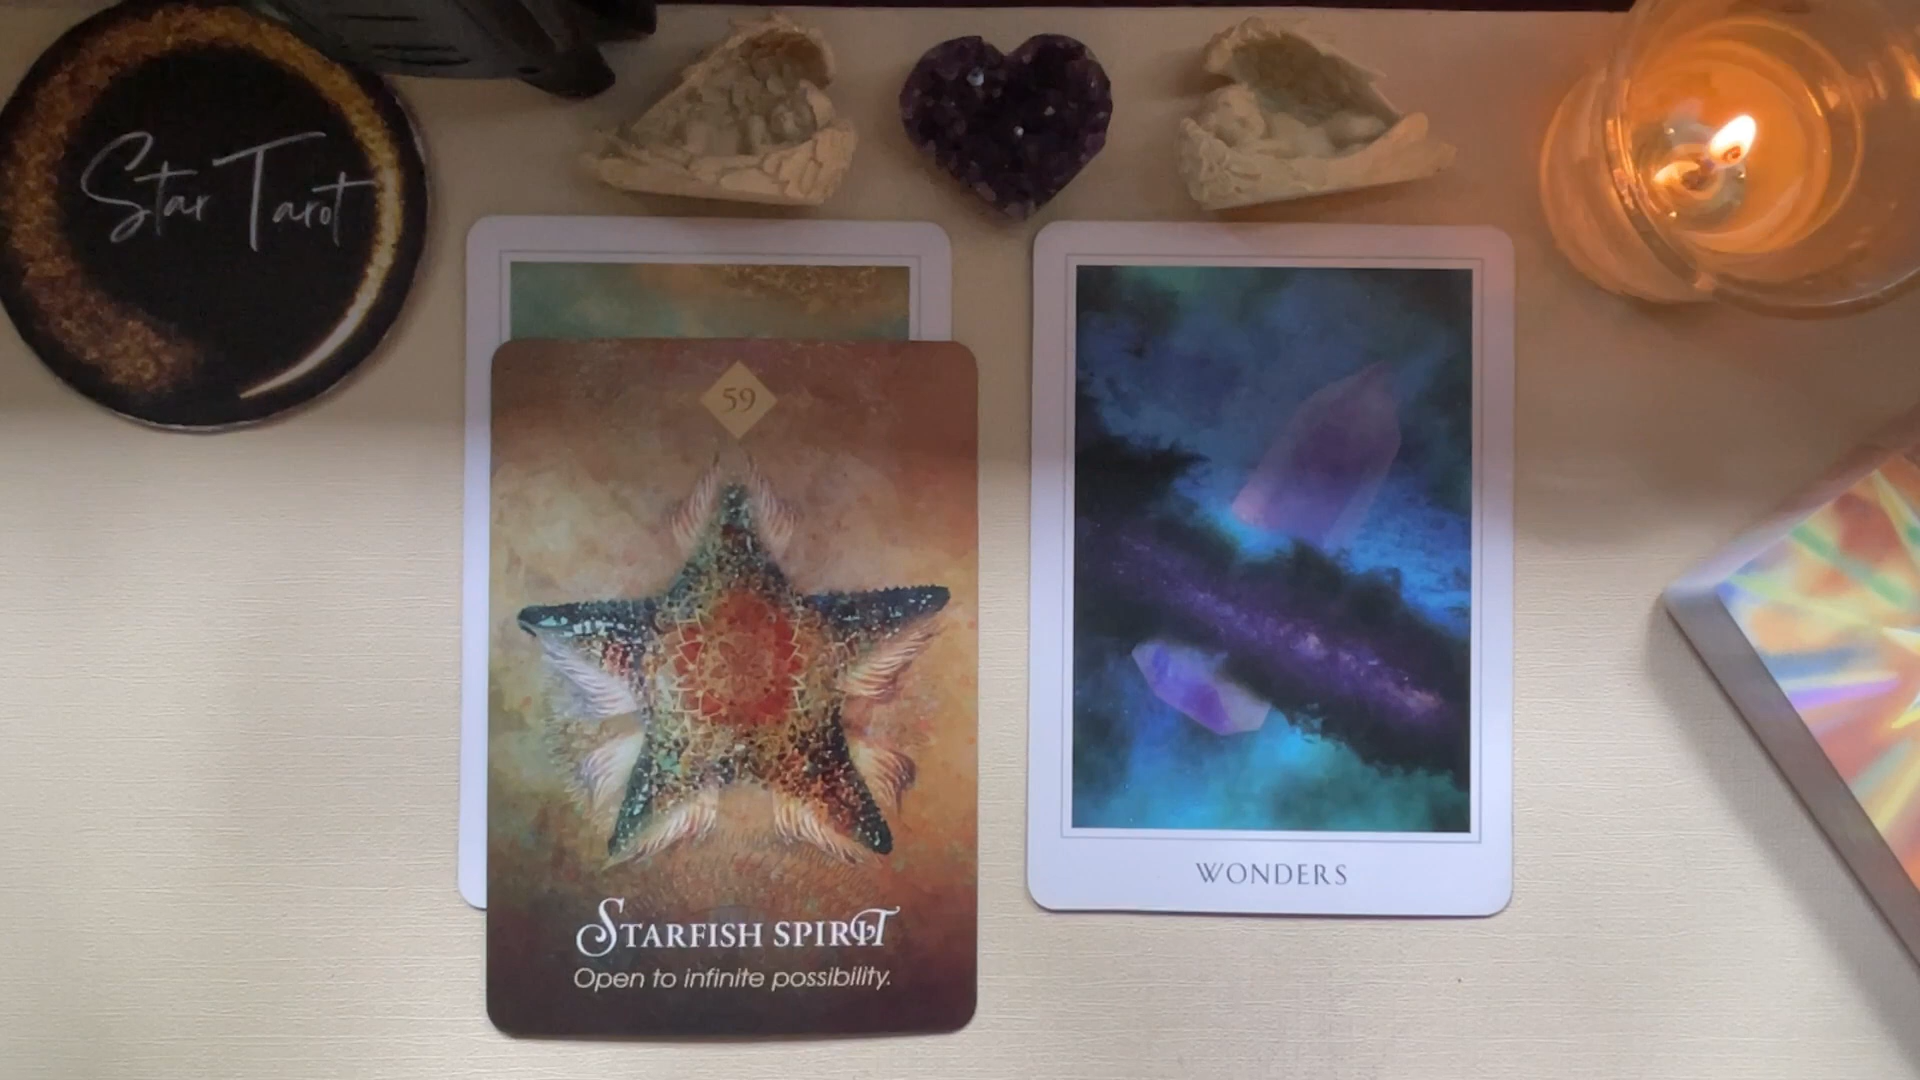 Star Tarot
59
STARFISH SPIRIT
Open to infinite possibility.
WONDERS